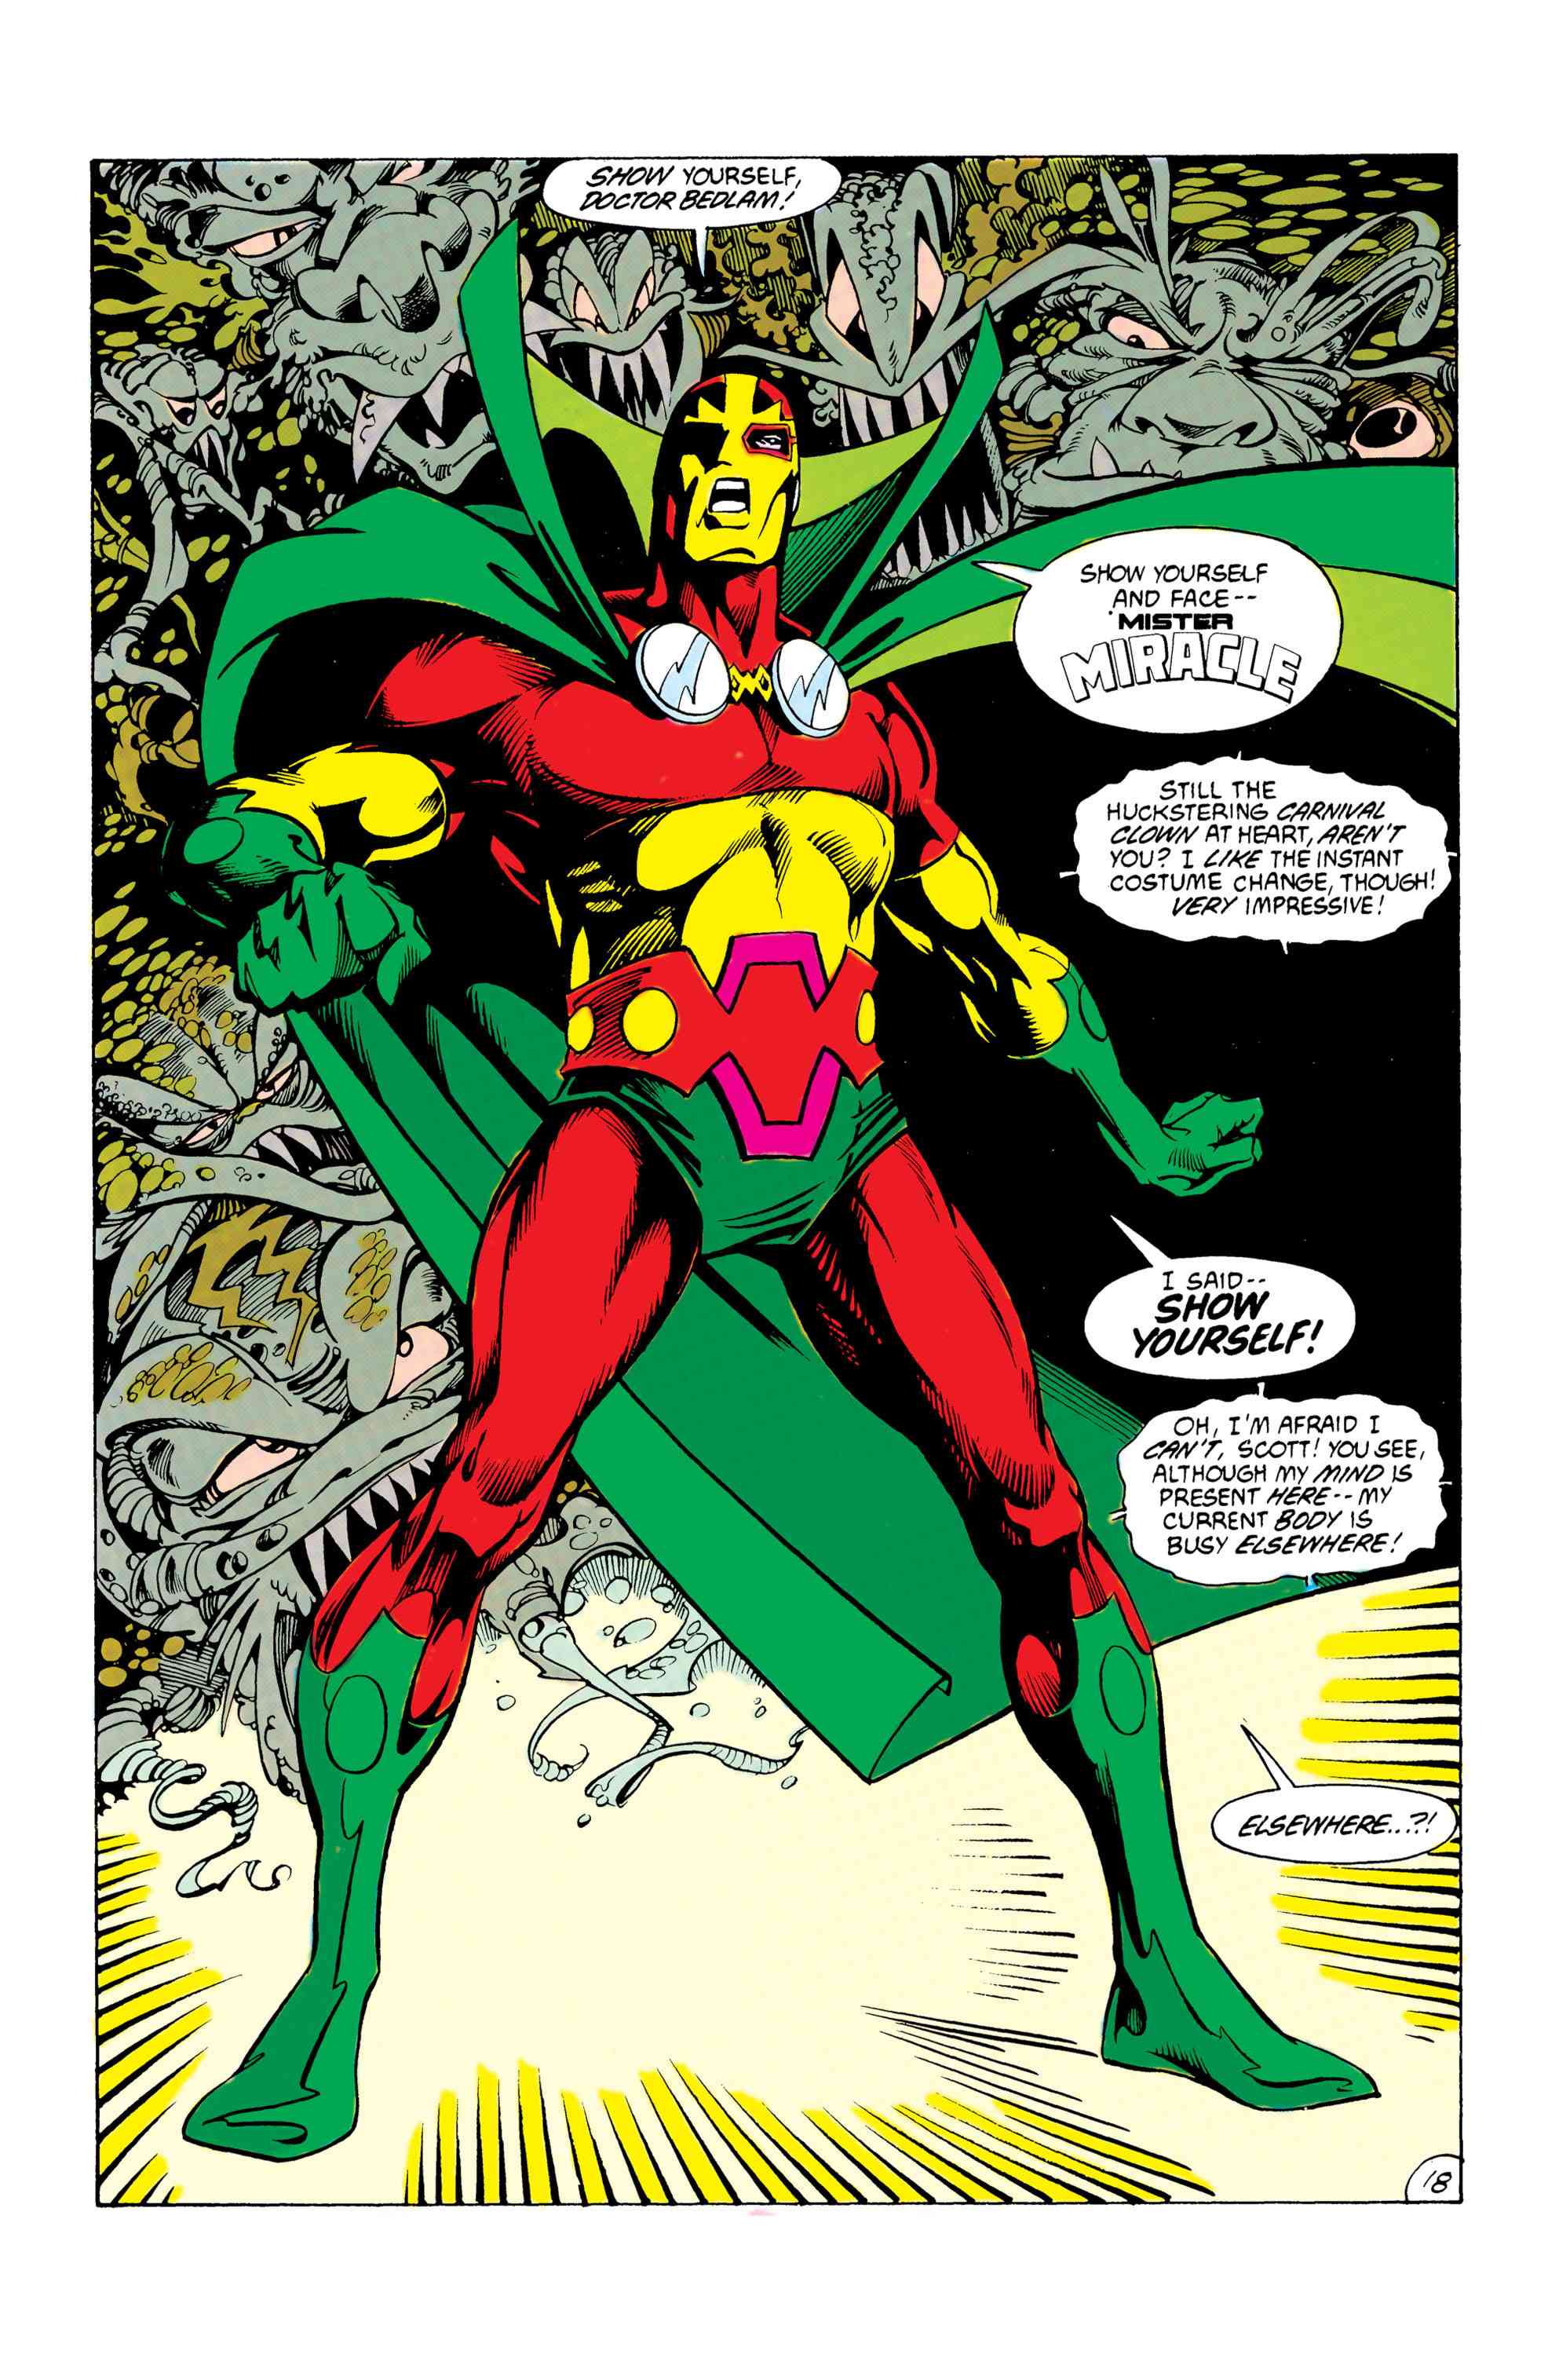 SHOW YOURSELF,
DOCTOR BEDLAM!
SHOW YOURSELF
AND FACE--
MISTER
MIRACLE
STILL THE
HUCKSTERING CARNIVAL
CLOWN AT HEART, AREN'T
YOU? I LIKE THE INSTANT
COSTUME CHANGE, THOUGH!
VERY IMPRESSIVE!
I SAID--
SHOW
YOURSELF!
OH, I'M AFRAID I
CAN'T, SCOTT! YOU SEE,
ALTHOUGH MY MIND IS
PRESENT HERE-- MY
CURRENT BODY IS
BUSY ELSEWHERE!
ELSEWHERE...?!
18